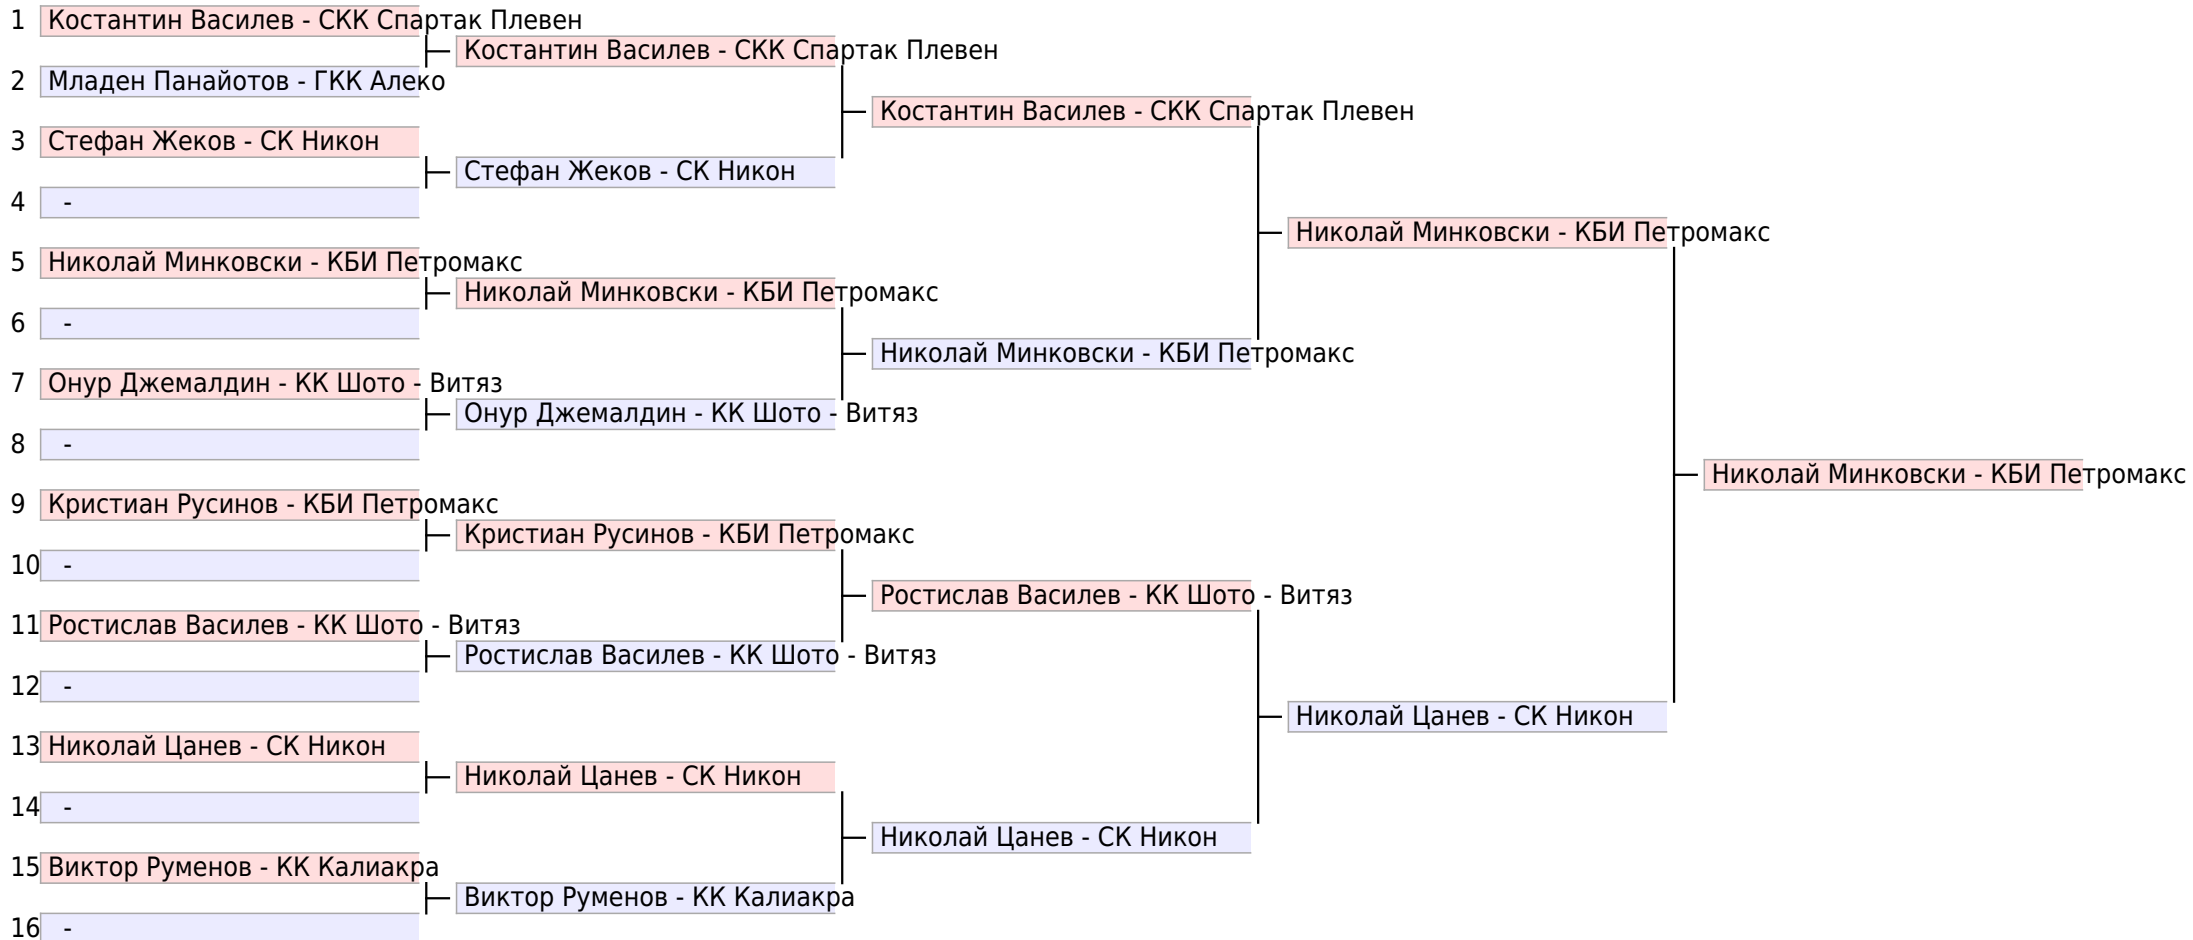 1 Костантин Василев - СКК Спартак Плевен
Костантин Василев - СКК Спартак Плевен
2 Младен Панайотов - ГКК Алеко
Костантин Василев - СКК Спартак Плевен
3 Стефан Жеков - СК Никон
Стефан Жеков - СК Никон
4 -
Николай Минковски - КБИ Петромакс
5 Николай Минковски - КБИ Петромакс
Николай Минковски - КБИ Петромакс
6 -
Николай Минковски - КБИ Петромакс
7 Онур Джемалдин - КК Шото - Витяз
Онур Джемалдин - КК Шото - Витяз
8 -
Николай Минковски - КБИ Петромакс
9 Кристиан Русинов - КБИ Петромакс
Кристиан Русинов - КБИ Петромакс
10 -
Ростислав Василев - КК Шото - Витяз
11 Ростислав Василев - КК Шото - Витяз
Ростислав Василев - КК Шото - Витяз
12 -
Николай Цанев - СК Никон
13 Николай Цанев - СК Никон
Николай Цанев - СК Никон
14 -
Николай Цанев - СК Никон
15 Виктор Руменов - КК Калиакра
Виктор Руменов - КК Калиакра
16 -